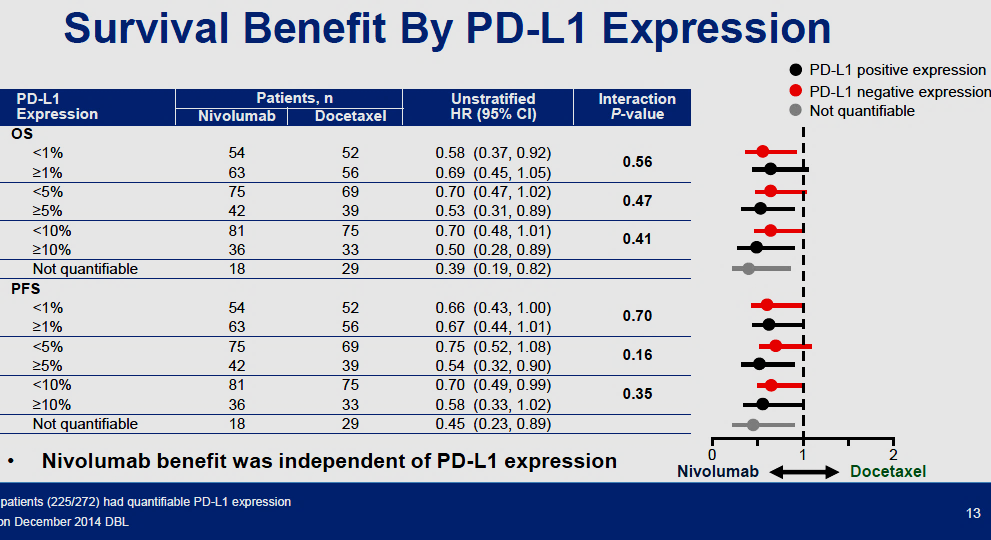 Survival Benefit By PD-L1 Expression
PD-L1 positive expression
PD-L1 negative expression
Not quantifiable
PD-L1 Expression Patients, n Unstratified HR (95% CI) Interaction P-value
Nivolumab Docetaxel
OS
<1% 54 52 0.58 (0.37, 0.92)
0.56
≥1% 63 56 0.69 (0.45, 1.05)
<5% 75 69 0.70 (0.47, 1.02)
0.47
≥5% 42 39 0.53 (0.31, 0.89)
<10% 81 75 0.70 (0.48, 1.01)
0.41
≥10% 36 33 0.50 (0.28, 0.89)
Not quantifiable 18 29 0.39 (0.19, 0.82)
PFS
<1% 54 52 0.66 (0.43, 1.00)
0.70
≥1% 63 56 0.67 (0.44, 1.01)
<5% 75 69 0.75 (0.52, 1.08)
0.16
≥5% 42 39 0.54 (0.32, 0.90)
<10% 81 75 0.70 (0.49, 0.99)
0.35
≥10% 36 33 0.58 (0.33, 1.02)
Not quantifiable 18 29 0.45 (0.23, 0.89)
0 1 2
Nivolumab Docetaxel
• Nivolumab benefit was independent of PD-L1 expression
patients (225/272) had quantifiable PD-L1 expression
on December 2014 DBL
13